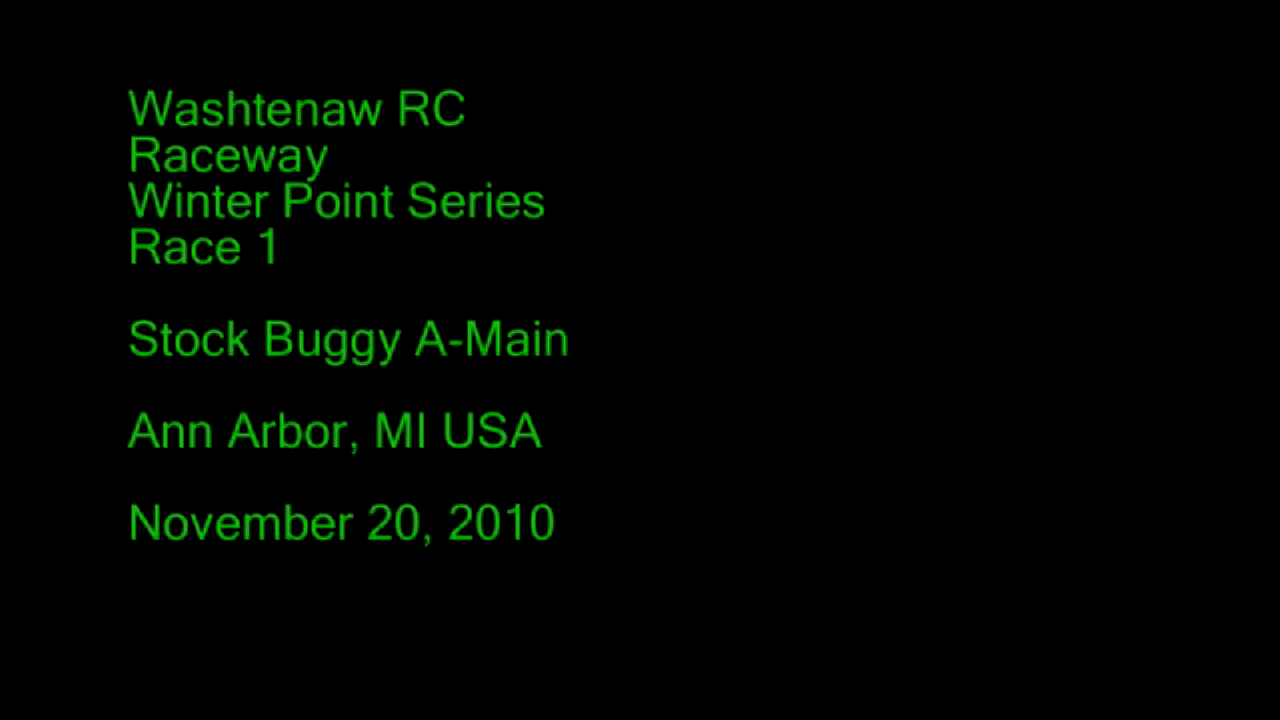 Washtenaw RC
Raceway
Winter Point Series
Race 1
Stock Buggy A-Main
Ann Arbor, MI USA
November 20, 2010